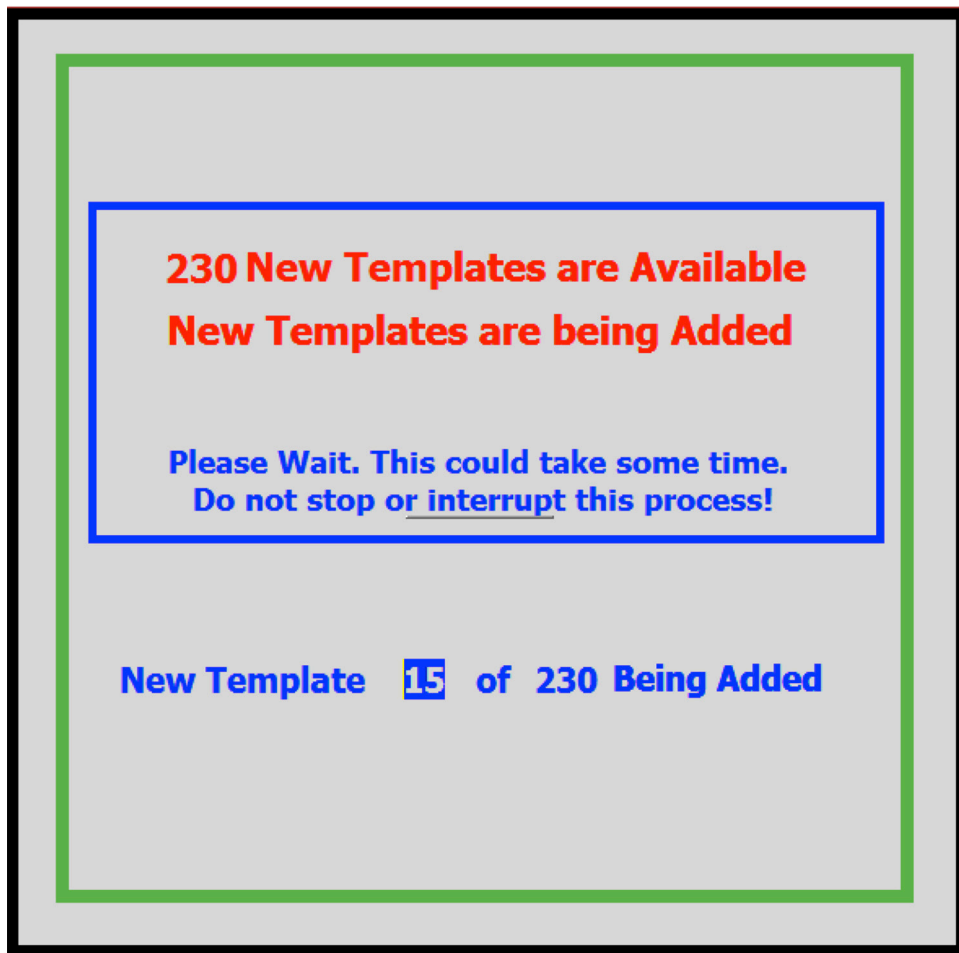 230 New Templates are Available
New Templates are being Added
Please Wait. This could take some time.
Do not stop or interrupt this process!
New Template 15 of 230 Being Added